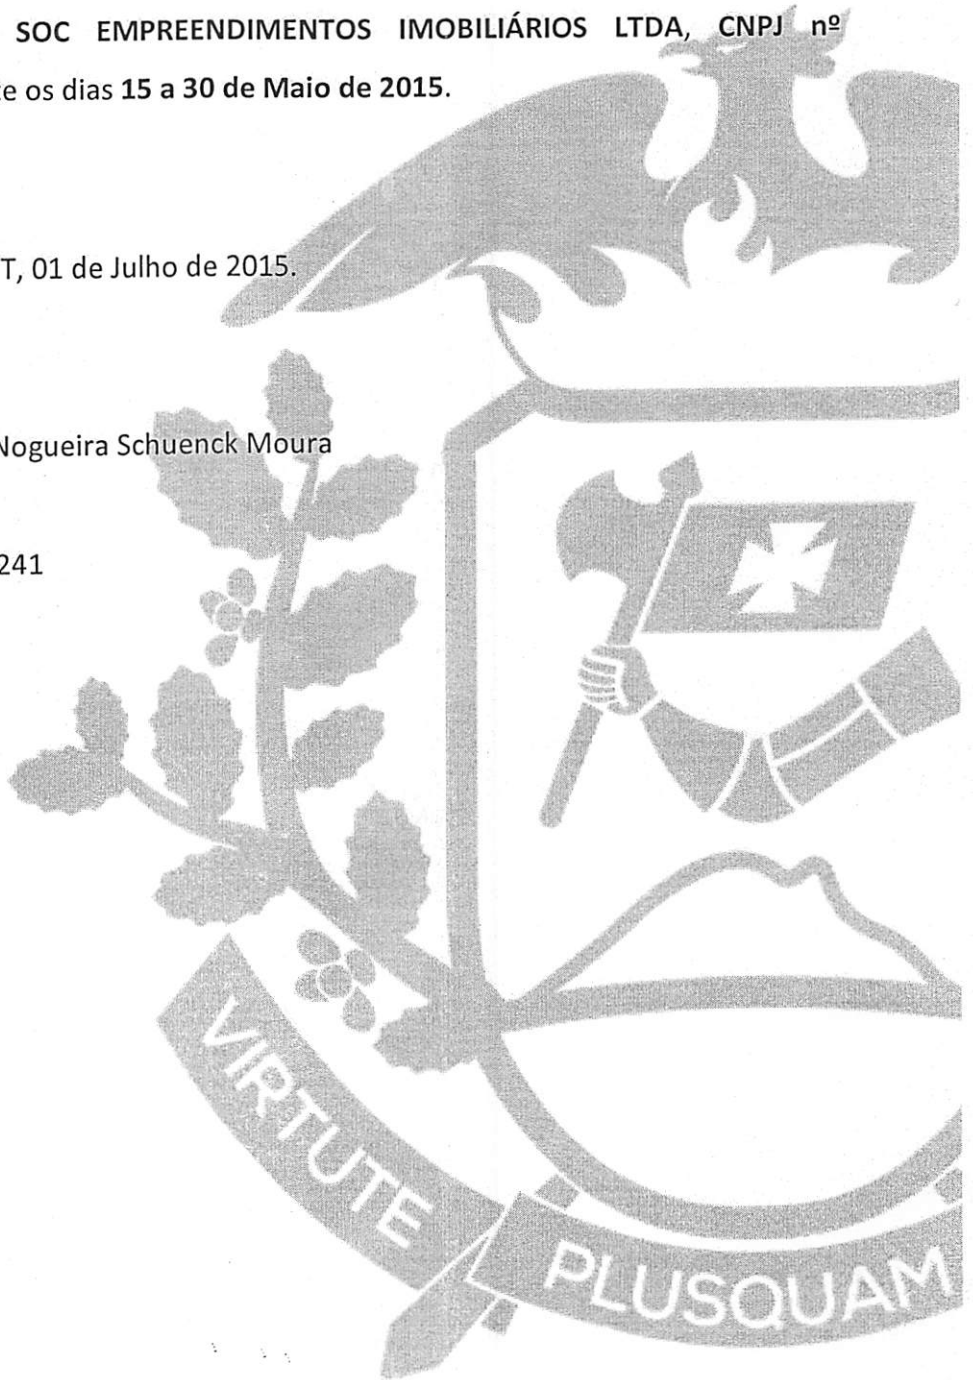 SOC EMPREENDIMENTOS IMOBILIÁRIOS LTDA, CNPJ nº
e os dias 15 a 30 de Maio de 2015.
T, 01 de Julho de 2015.
Nogueira Schuenck Moura
241
VIRTUTE
PLUSQUAM